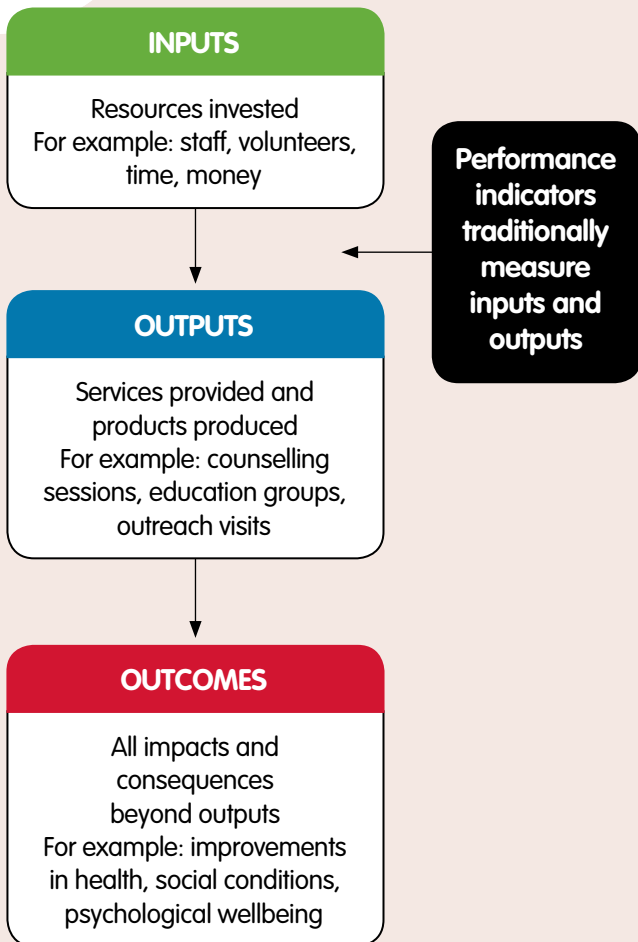 INPUTS
Resources invested
For example: staff, volunteers,
time, money
Performance
indicators
traditionally
measure
inputs and
outputs
OUTPUTS
Services provided and
products produced
For example: counselling
sessions, education groups,
outreach visits
OUTCOMES
All impacts and
consequences
beyond outputs
For example: improvements
in health, social conditions,
psychological wellbeing